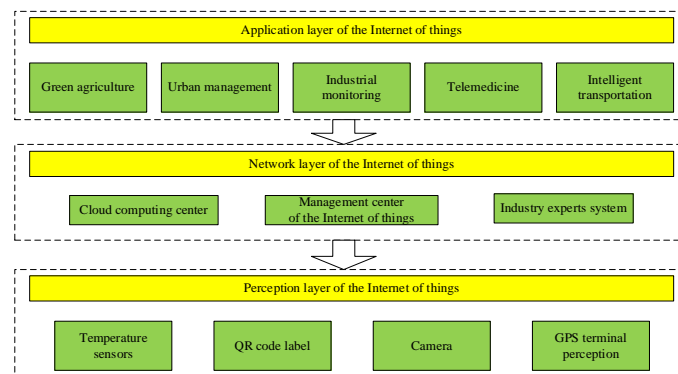 Application layer of the Internet of things
Green agriculture
Urban management
Industrial
monitoring
Telemedicine
Intelligent
transportation
Network layer of the Internet of things
Cloud computing center
Management center
of the Internet of things
Industry experts system
Perception layer of the Internet of things
Temperature
sensors
QR code label
Camera
GPS terminal
perception